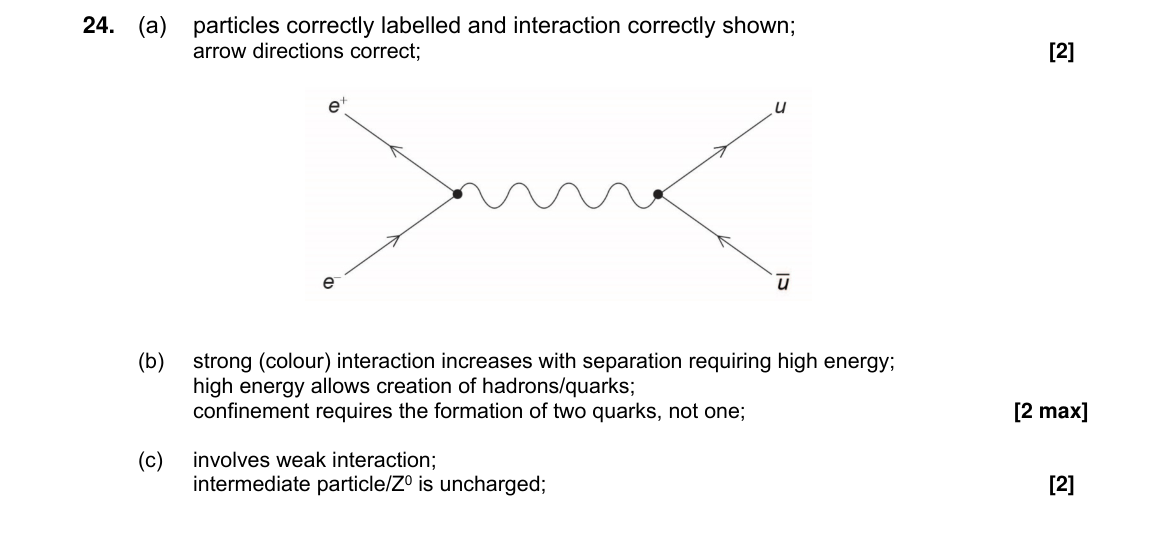 24. (a) particles correctly labelled and interaction correctly shown;
arrow directions correct; [2]
e⁺ u
e⁻ u̅
(b) strong (colour) interaction increases with separation requiring high energy;
high energy allows creation of hadrons/quarks;
confinement requires the formation of two quarks, not one; [2 max]
(c) involves weak interaction;
intermediate particle/Z⁰ is uncharged; [2]